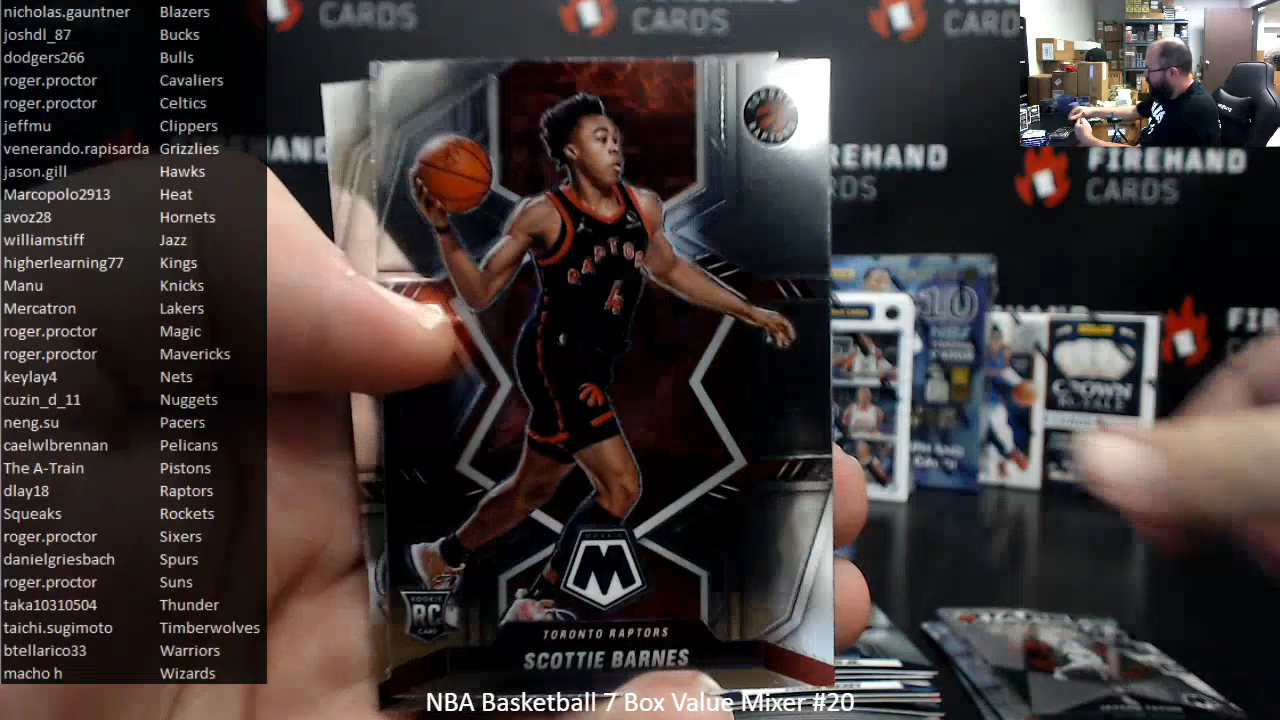 nicholas.gauntner Blazers
joshdl_87 Bucks
dodgers266 Bulls
roger.proctor Cavaliers
roger.proctor Celtics
jeffmu Clippers
venerando.rapisarda Grizzlies
jason.gill Hawks
Marcopolo2913 Heat
avoz28 Hornets
williamstiff Jazz
higherlearning77 Kings
Manu Knicks
Mercatron Lakers
roger.proctor Magic
roger.proctor Mavericks
keylay4 Nets
cuzin_d_11 Nuggets
neng.su Pacers
caelwlbrennan Pelicans
The A-Train Pistons
dlay18 Raptors
Squeaks Rockets
roger.proctor Sixers
danielgriesbach Spurs
roger.proctor Suns
taka10310504 Thunder
taichi.sugimoto Timberwolves
btellarico33 Warriors
macho h Wizards
CARDS
CARDS
CARDS
FIREHAND
CARDS
RAPTORS
4
M
ROOKIE
RC
CARD
TORONTO RAPTORS
SCOTTIE BARNES
10
CROWN
ROYALE
NBA Basketball 7 Box Value Mixer #20